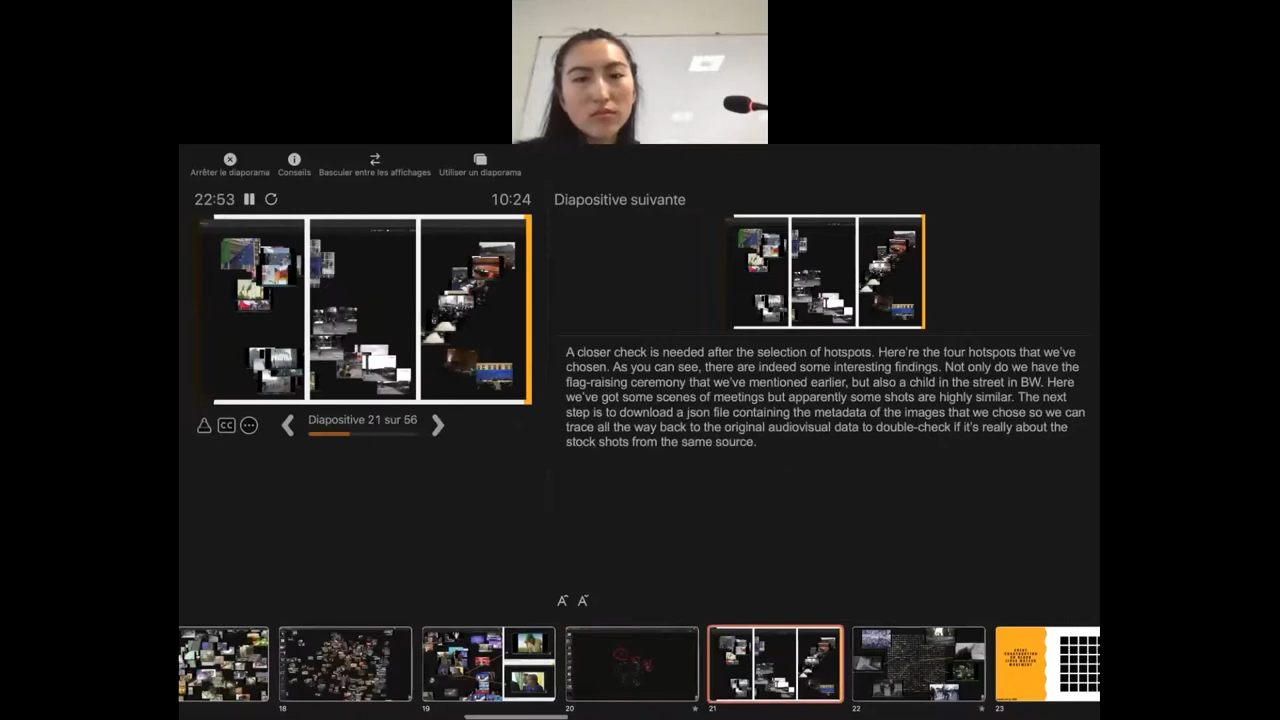 Arrêter le diaporama
Conseils
Basculer entre les affichages
Utiliser un diaporama
22:53
10:24
Diapositive suivante
A closer check is needed after the selection of hotspots. Here're the four hotspots that we've
chosen. As you can see, there are indeed some interesting findings. Not only do we have the
flag-raising ceremony that we've mentioned earlier, but also a child in the street in BW. Here
we've got some scenes of meetings but apparently some shots are highly similar. The next
step is to download a json file containing the metadata of the images that we chose so we can
trace all the way back to the original audiovisual data to double-check if it's really about the
stock shots from the same source.
CC
Diapositive 21 sur 56
A A
18
19
20
21
22
23